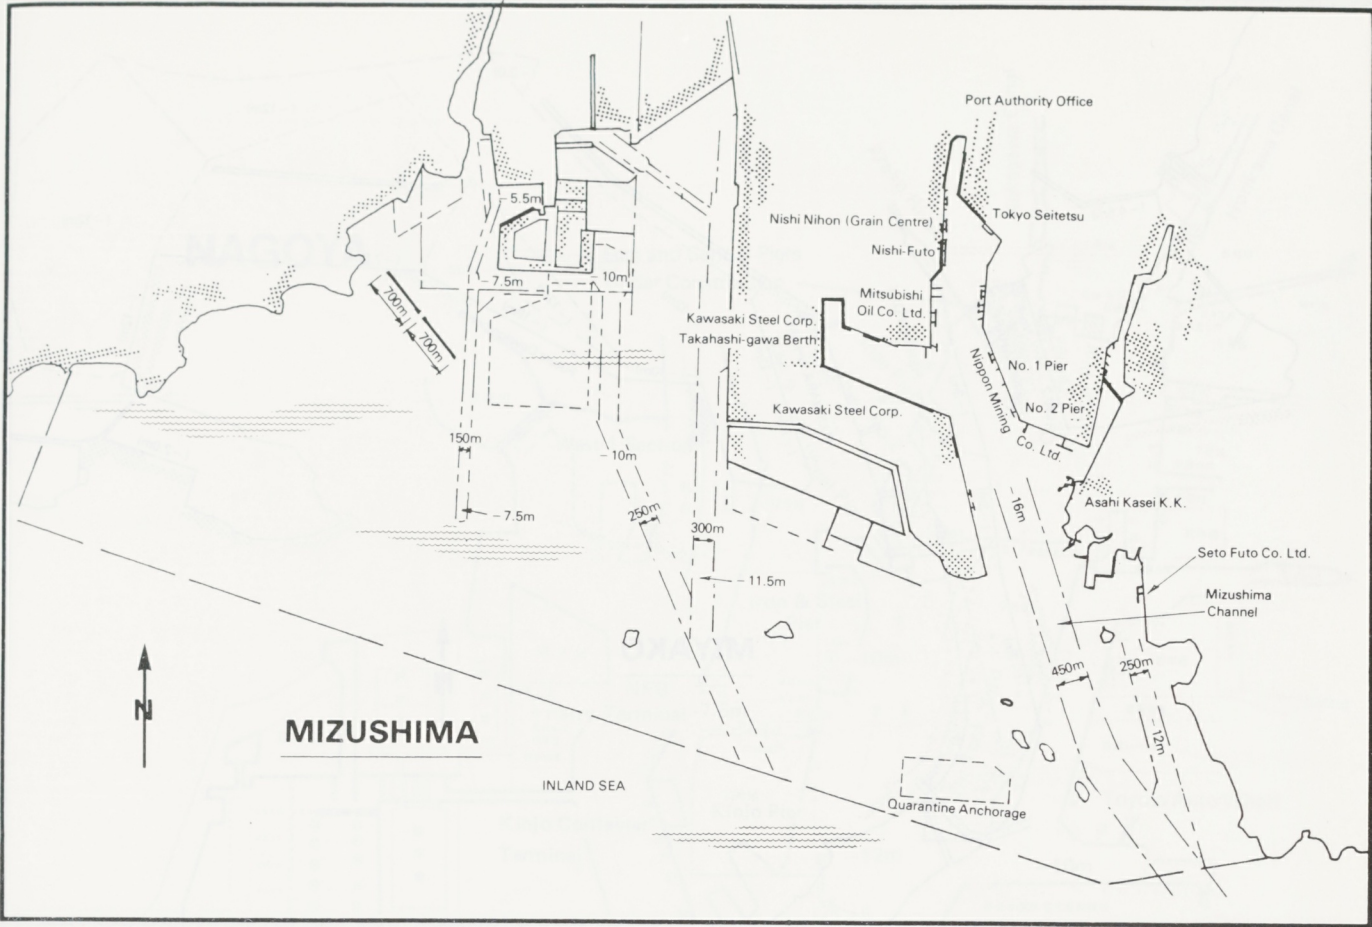 Port Authority Office
Nishi Nihon (Grain Centre)
Tokyo Seitetsu
Nishi-Futo
Mitsubishi
Oil Co. Ltd.
Kawasaki Steel Corp.
Takahashi-gawa Berth
Nippon Mining
Co. Ltd.
No. 1 Pier
No. 2 Pier
Kawasaki Steel Corp.
Asahi Kasei K.K.
Seto Futo Co. Ltd.
Mizushima
Channel
-5.5m
-7.5m
-10m
700m
700m
150m
-7.5m
-10m
250m
300m
-11.5m
16m
450m
250m
12m
N
MIZUSHIMA
INLAND SEA
Quarantine Anchorage